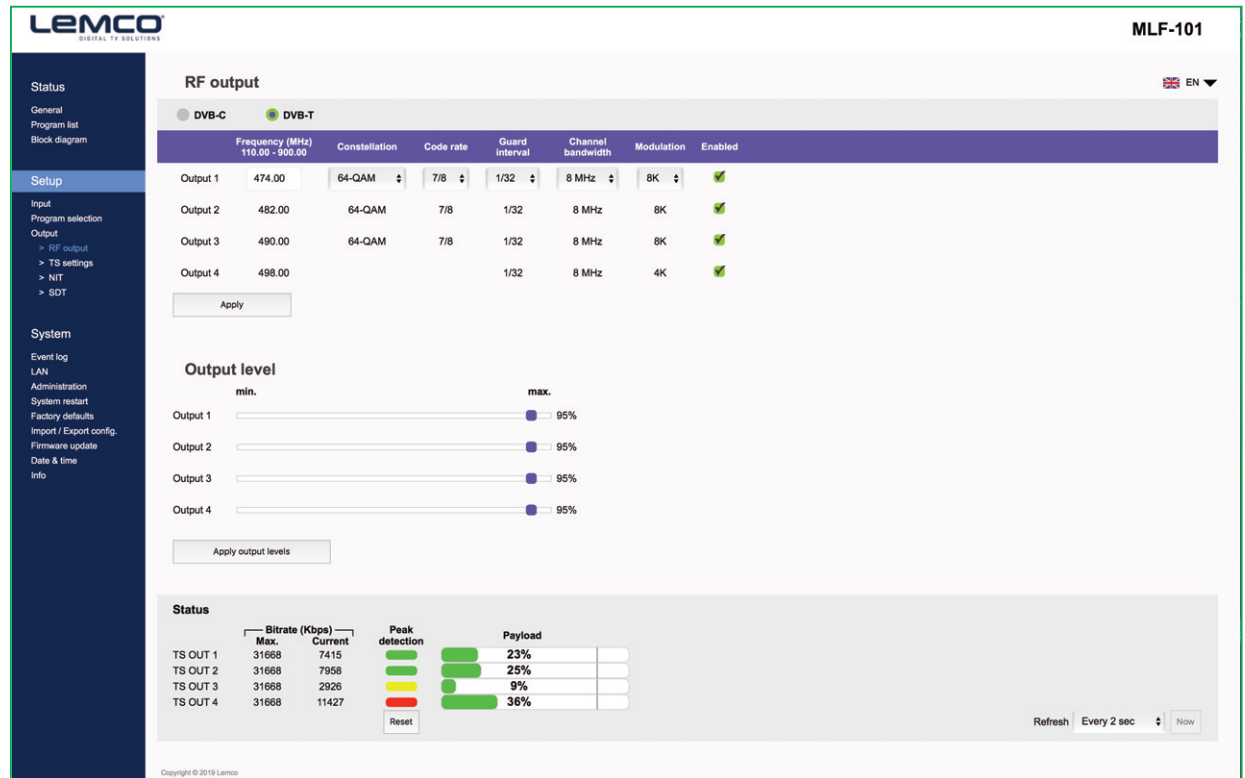 LEMCO
DIGITAL TV SOLUTIONS
MLF-101
Status
General
Program list
Block diagram
Setup
Input
Program selection
Output
> RF output
> TS settings
> NIT
> SDT
System
Event log
LAN
Administration
System restart
Factory defaults
Import / Export config.
Firmware update
Date & time
Info
RF output
EN
DVB-C DVB-T
Frequency (MHz) 110.00 - 900.00 Constellation Code rate Guard interval Channel bandwidth Modulation Enabled
Output 1 474.00 64-QAM 7/8 1/32 8 MHz 8K
Output 2 482.00 64-QAM 7/8 1/32 8 MHz 8K
Output 3 490.00 64-QAM 7/8 1/32 8 MHz 8K
Output 4 498.00 1/32 8 MHz 4K
Apply
Output level
min. max.
Output 1 95%
Output 2 95%
Output 3 95%
Output 4 95%
Apply output levels
Status
Bitrate (Kbps) Peak detection Payload
Max. Current
TS OUT 1 31668 7415 23%
TS OUT 2 31668 7958 25%
TS OUT 3 31668 2926 9%
TS OUT 4 31668 11427 36%
Reset
Refresh Every 2 sec Now
Copyright © 2019 Lemco